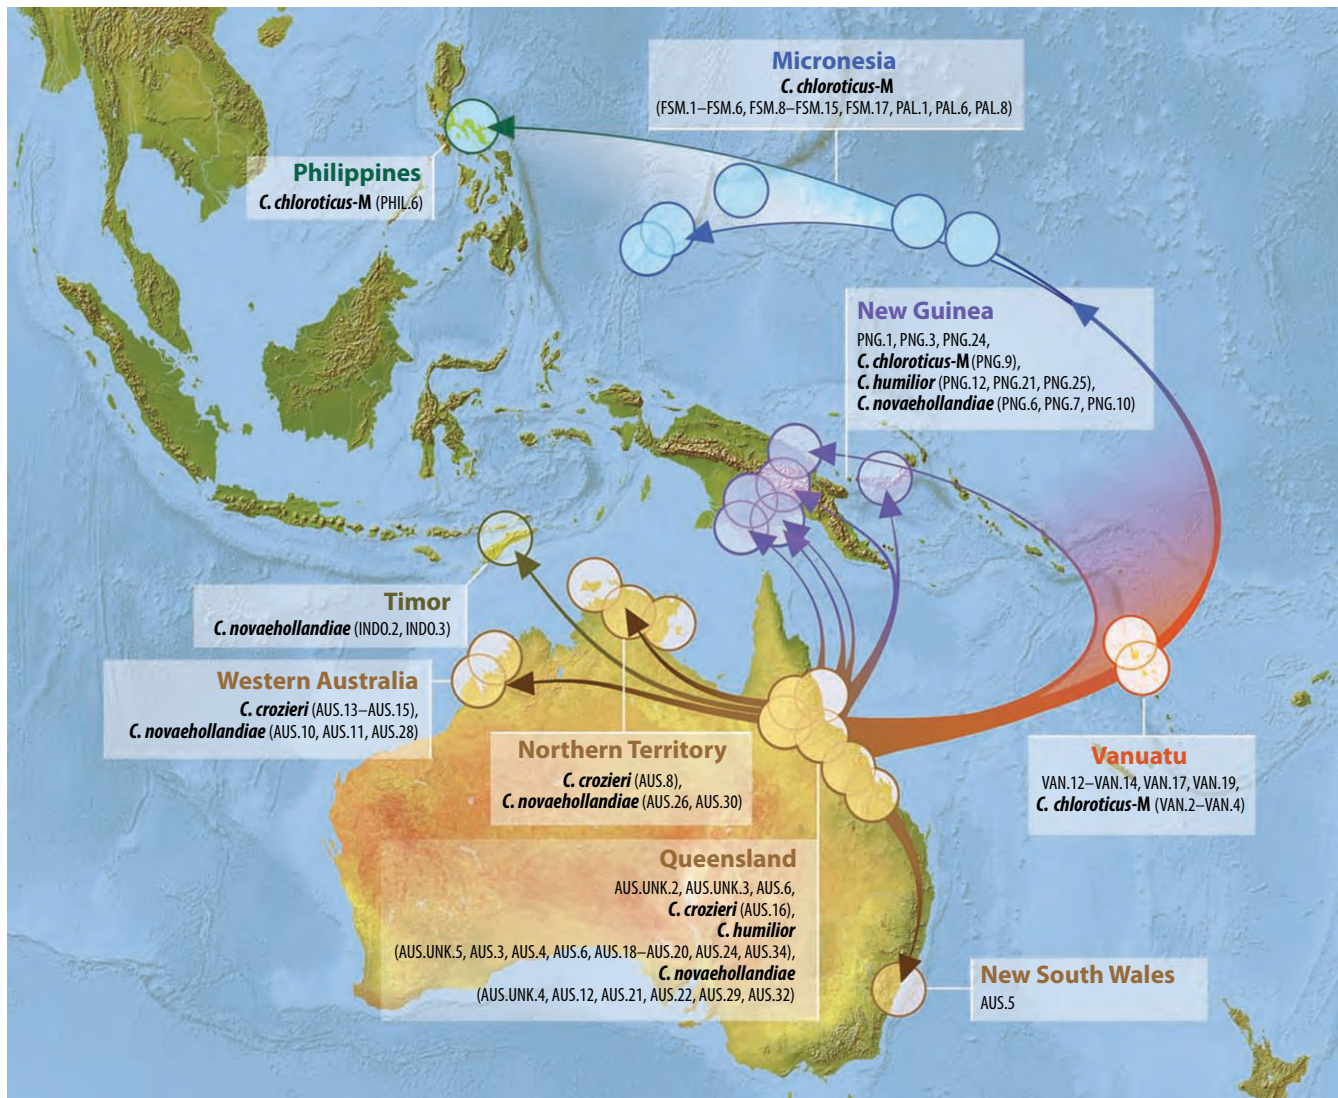 Micronesia
C. chloroticus-M
(FSM.1–FSM.6, FSM.8–FSM.15, FSM.17, PAL.1, PAL.6, PAL.8)
Philippines
C. chloroticus-M (PHIL.6)
New Guinea
PNG.1, PNG.3, PNG.24,
C. chloroticus-M (PNG.9),
C. humilior (PNG.12, PNG.21, PNG.25),
C. novaehollandiae (PNG.6, PNG.7, PNG.10)
Timor
C. novaehollandiae (INDO.2, INDO.3)
Western Australia
C. crozieri (AUS.13–AUS.15),
C. novaehollandiae (AUS.10, AUS.11, AUS.28)
Northern Territory
C. crozieri (AUS.8),
C. novaehollandiae (AUS.26, AUS.30)
Vanuatu
VAN.12–VAN.14, VAN.17, VAN.19,
C. chloroticus-M (VAN.2–VAN.4)
Queensland
AUS.UNK.2, AUS.UNK.3, AUS.6,
C. crozieri (AUS.16),
C. humilior
(AUS.UNK.5, AUS.3, AUS.4, AUS.6, AUS.18–AUS.20, AUS.24, AUS.34),
C. novaehollandiae
(AUS.UNK.4, AUS.12, AUS.21, AUS.22, AUS.29, AUS.32)
New South Wales
AUS.5